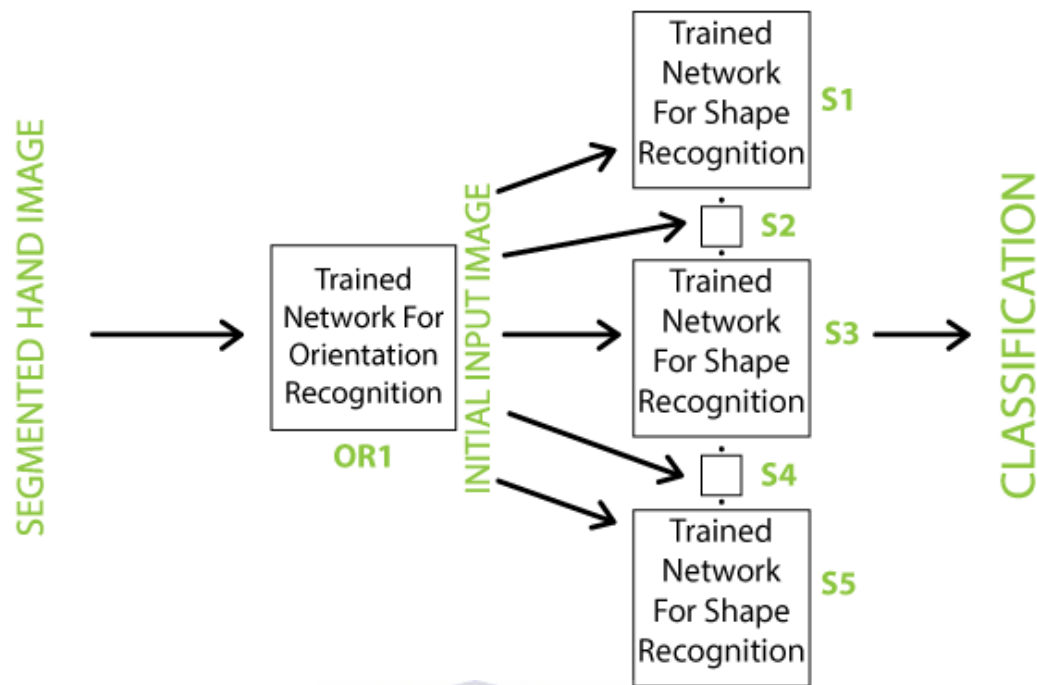 SEGMENTED HAND IMAGE
Trained
Network For
Orientation
Recognition
OR1
INITIAL INPUT IMAGE
Trained
Network
For Shape
Recognition
S1
S2
Trained
Network
For Shape
Recognition
S3
S4
Trained
Network
For Shape
Recognition
S5
CLASSIFICATION